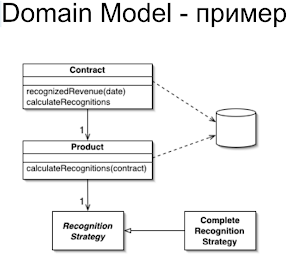 Domain Model - пример
Contract
recognizedRevenue(date)
calculateRecognitions
1
Product
calculateRecognitions(contract)
1
Recognition
Strategy
Complete
Recognition
Strategy